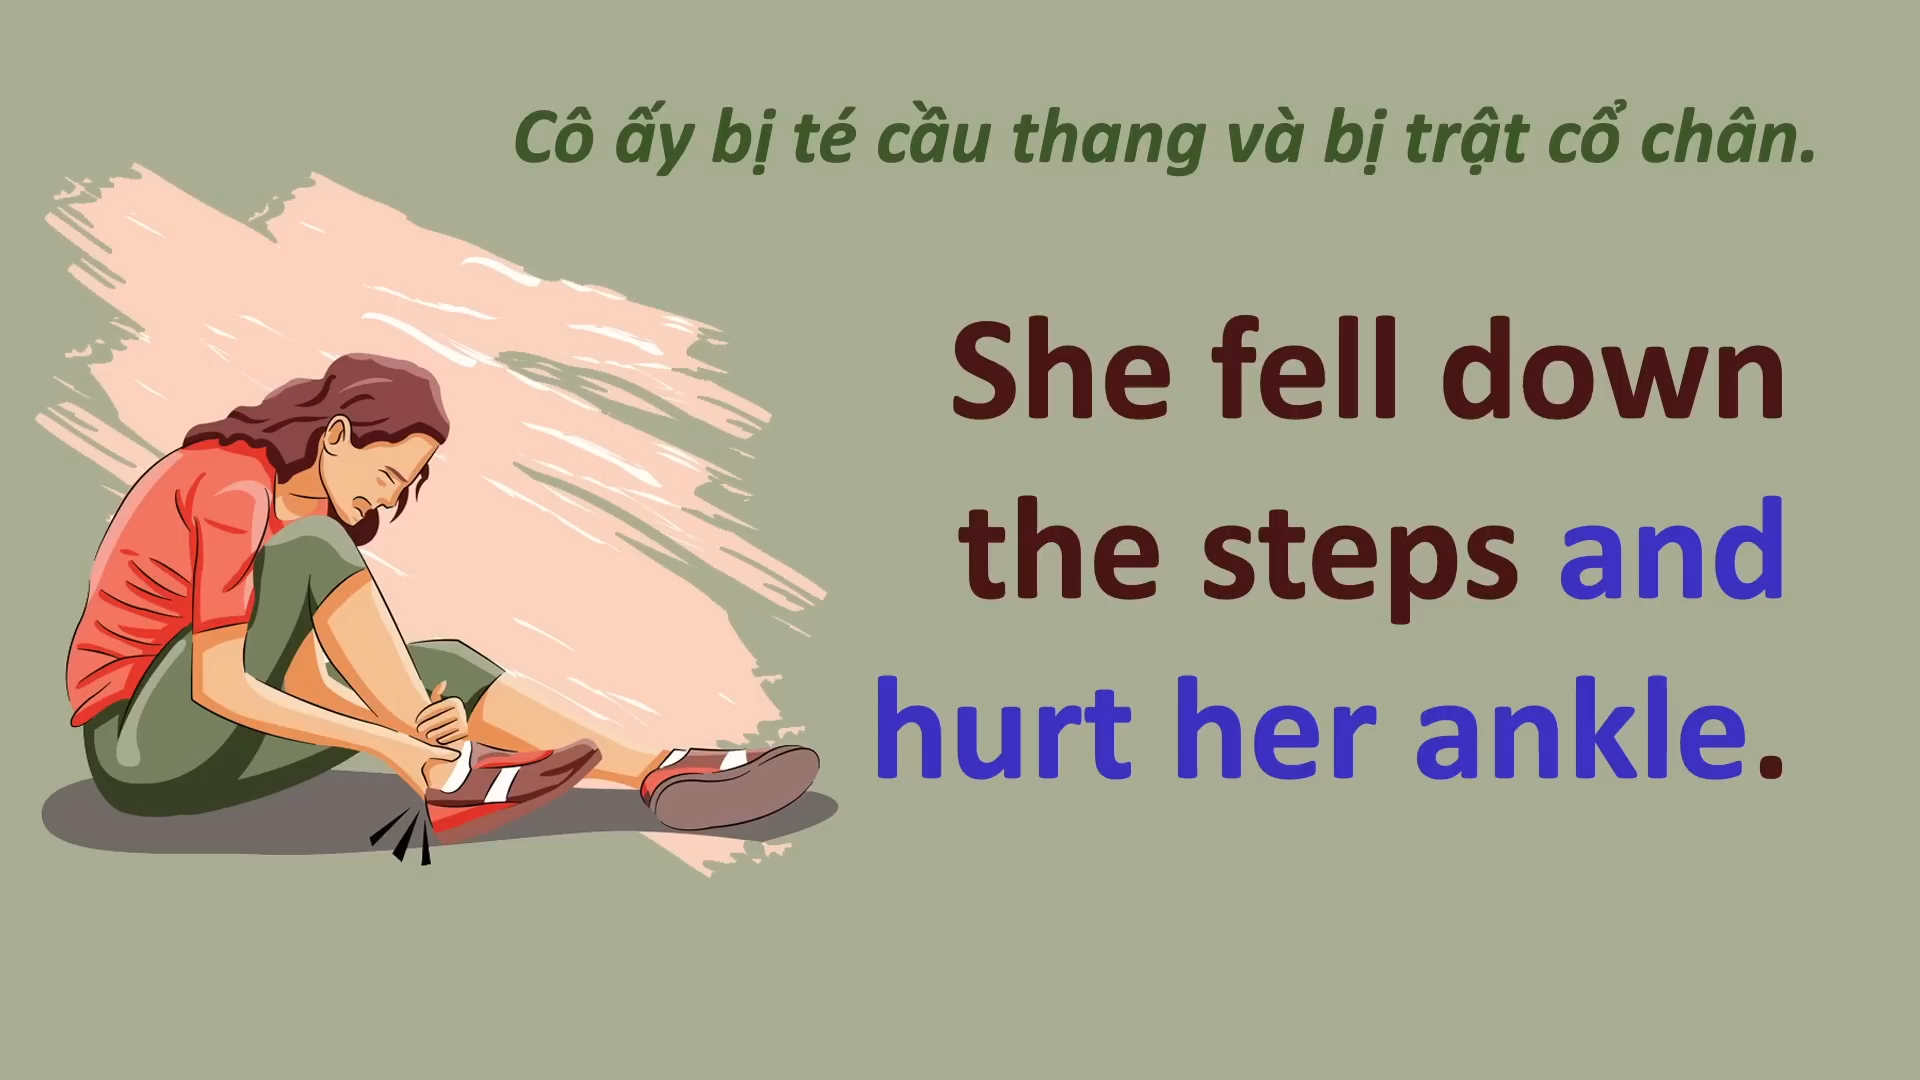 Cô ấy bị té cầu thang và bị trật cổ chân.
She fell down
the steps and
hurt her ankle.